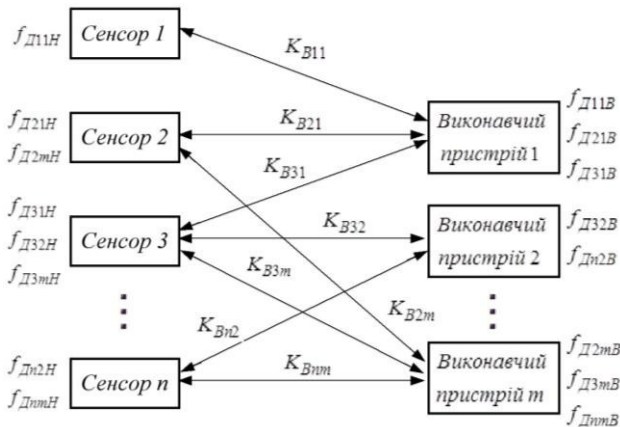 f_Д11Н
Сенсор 1
K_В11
f_Д21Н
f_Д2mН
Сенсор 2
K_В21
Виконавчий
пристрій 1
f_Д11В
f_Д21В
f_Д31В
K_В31
f_Д31Н
f_Д32Н
f_Д3mН
Сенсор 3
K_В32
Виконавчий
пристрій 2
f_Д32В
f_Дn2В
K_В3m
K_Вn2
K_В2m
f_Дn2Н
f_ДnmН
Сенсор n
K_Вnm
Виконавчий
пристрій m
f_Д2mВ
f_Д3mВ
f_ДnmВ